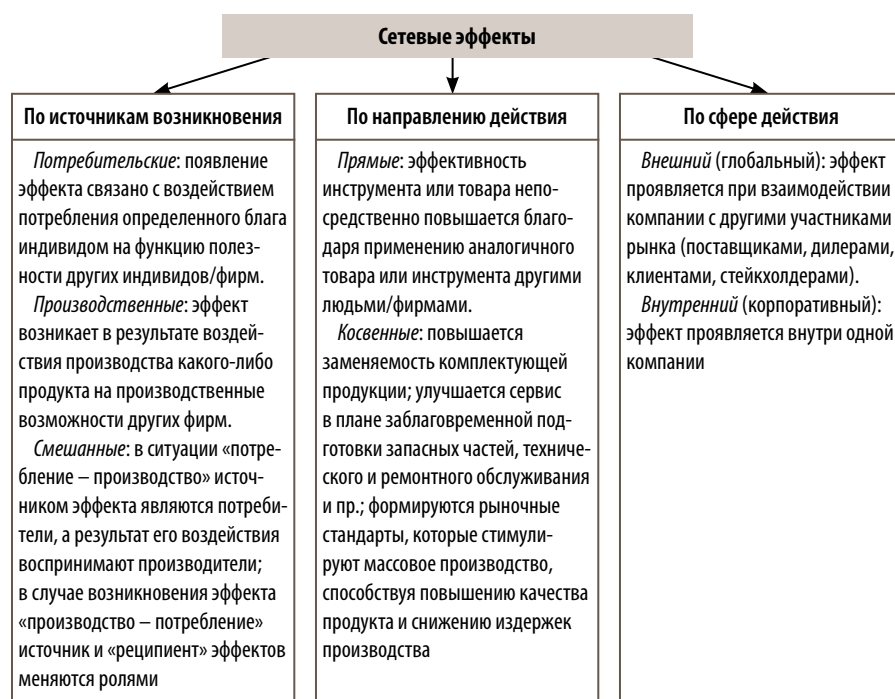 Сетевые эффекты
По источникам возникновения
Потребительские: появление
эффекта связано с воздействием
потребления определенного блага
индивидом на функцию полез-
ности других индивидов/фирм.
Производственные: эффект
возникает в результате воздей-
ствия производства какого-либо
продукта на производственные
возможности других фирм.
Смешанные: в ситуации «потре-
бление – производство» источ-
ником эффекта являются потреби-
тели, а результат его воздействия
воспринимают производители;
в случае возникновения эффекта
«производство – потребление»
источник и «реципиент» эффектов
меняются ролями
По направлению действия
Прямые: эффективность
инструмента или товара непо-
средственно повышается благо-
даря применению аналогичного
товара или инструмента другими
людьми/фирмами.
Косвенные: повышается
заменяемость комплектующей
продукции; улучшается сервис
в плане заблаговременной под-
готовки запасных частей, техниче-
ского и ремонтного обслуживания
и пр.; формируются рыночные
стандарты, которые стимули-
руют массовое производство,
способствуя повышению качества
продукта и снижению издержек
производства
По сфере действия
Внешний (глобальный): эффект
проявляется при взаимодействии
компании с другими участниками
рынка (поставщиками, дилерами,
клиентами, стейкхолдерами).
Внутренний (корпоративный):
эффект проявляется внутри одной
компании